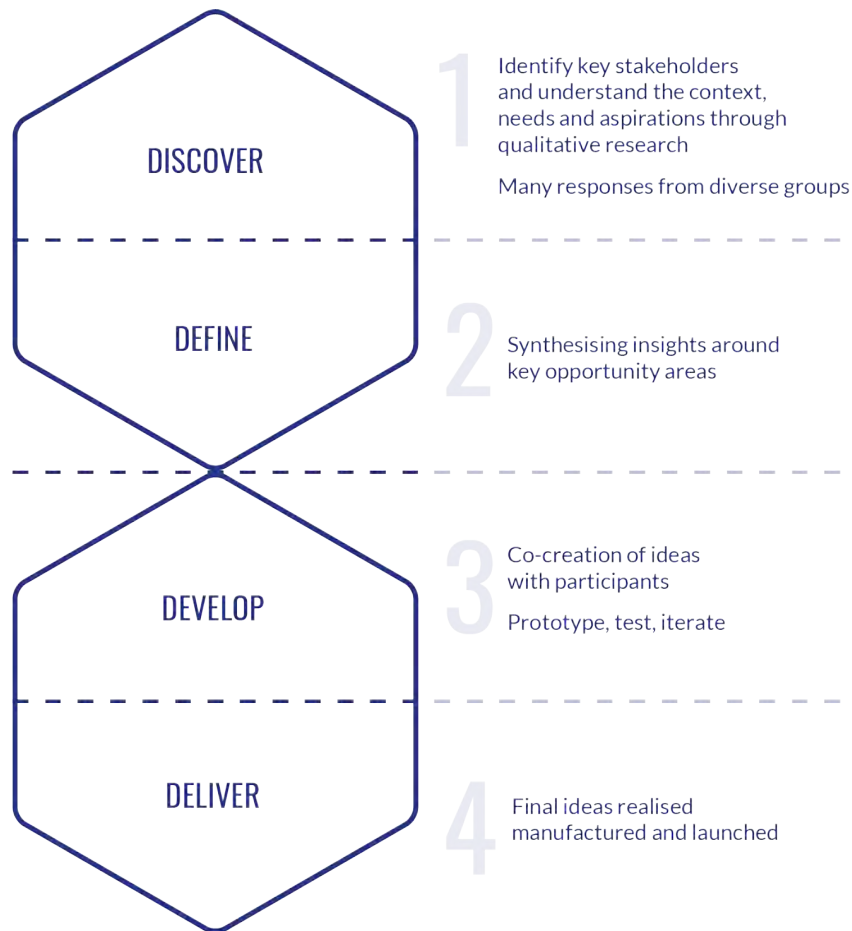 DISCOVER
1
Identify key stakeholders
and understand the context,
needs and aspirations through
qualitative research
Many responses from diverse groups
DEFINE
2
Synthesising insights around
key opportunity areas
DEVELOP
3
Co-creation of ideas
with participants
Prototype, test, iterate
DELIVER
4
Final ideas realised
manufactured and launched